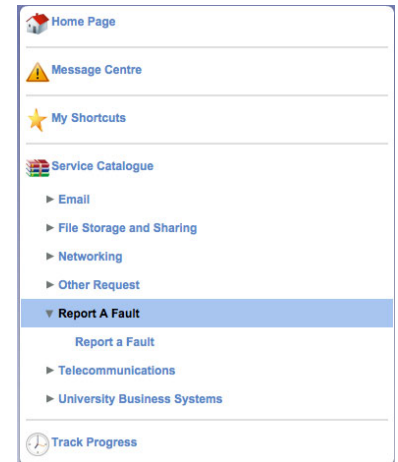 Home Page
Message Centre
My Shortcuts
Service Catalogue
Email
File Storage and Sharing
Networking
Other Request
Report A Fault
Report a Fault
Telecommunications
University Business Systems
Track Progress